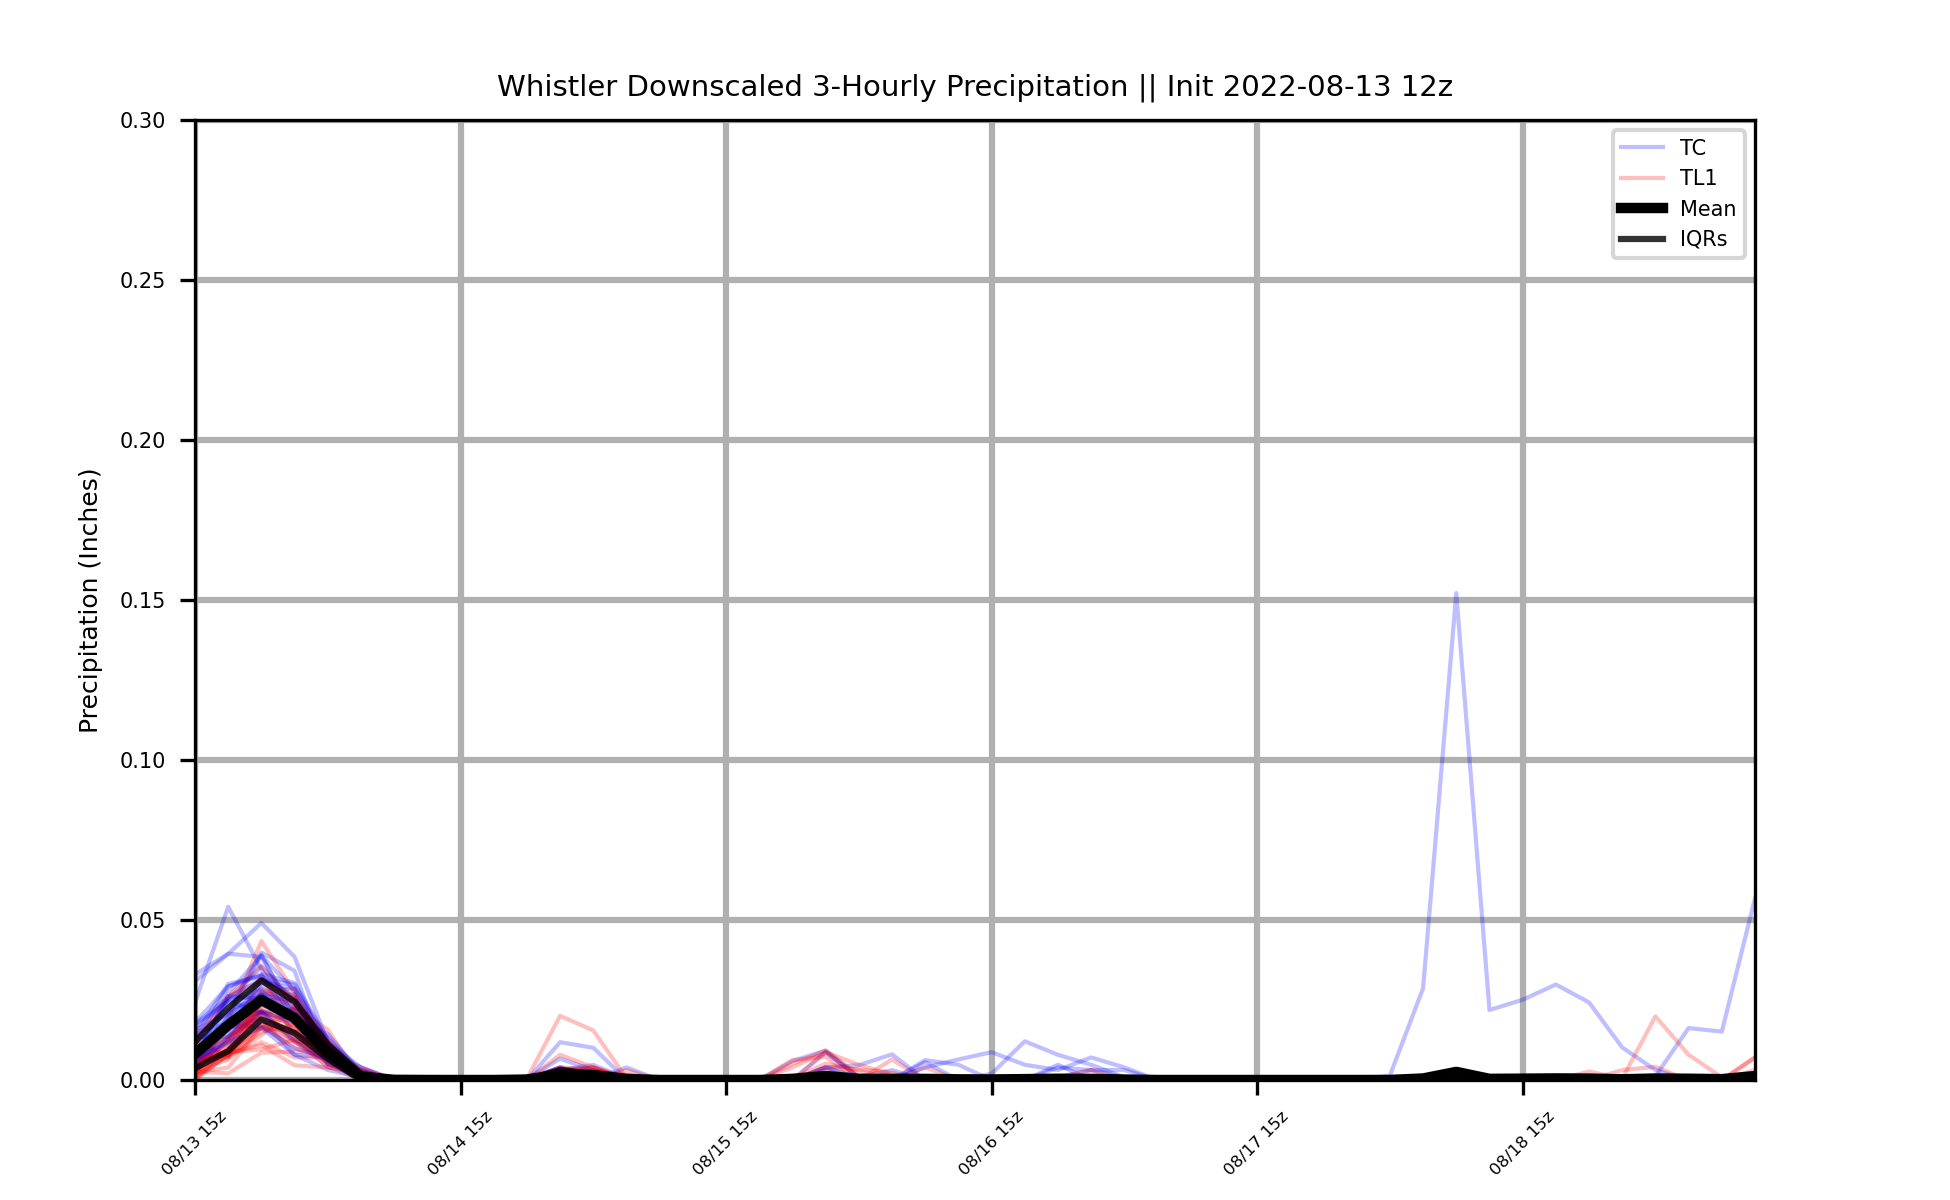 Whistler Downscaled 3-Hourly Precipitation || Init 2022-08-13 12z
TC
TL1
Mean
IQRs
Precipitation (Inches)
0.30
0.25
0.20
0.15
0.10
0.05
0.00
08/13 15z
08/14 15z
08/15 15z
08/16 15z
08/17 15z
08/18 15z